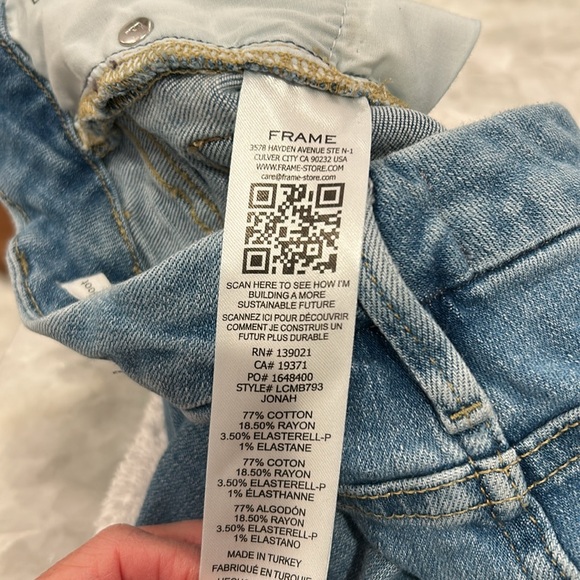 FRAME
3578 HAYDEN AVENUE STE N-1
CULVER CITY CA 90232 USA
WWW.FRAME-STORE.COM
care@frame-store.com
SCAN HERE TO SEE HOW I'M
BUILDING A MORE
SUSTAINABLE FUTURE
SCANNEZ ICI POUR DÉCOUVRIR
COMMENT JE CONSTRUIS UN
FUTUR PLUS DURABLE
RN# 139021
CA# 19371
PO# 1648400
STYLE# LCMB793
JONAH
77% COTTON
18.50% RAYON
3.50% ELASTERELL-P
1% ELASTANE
77% COTON
18.50% RAYON
3.50% ELASTERELL-P
1% ÉLASTHANNE
77% ALGODÓN
18.50% RAYON
3.50% ELASTERELL-P
1% ELASTANO
MADE IN TURKEY
FABRIQUÉ EN TURQUIE